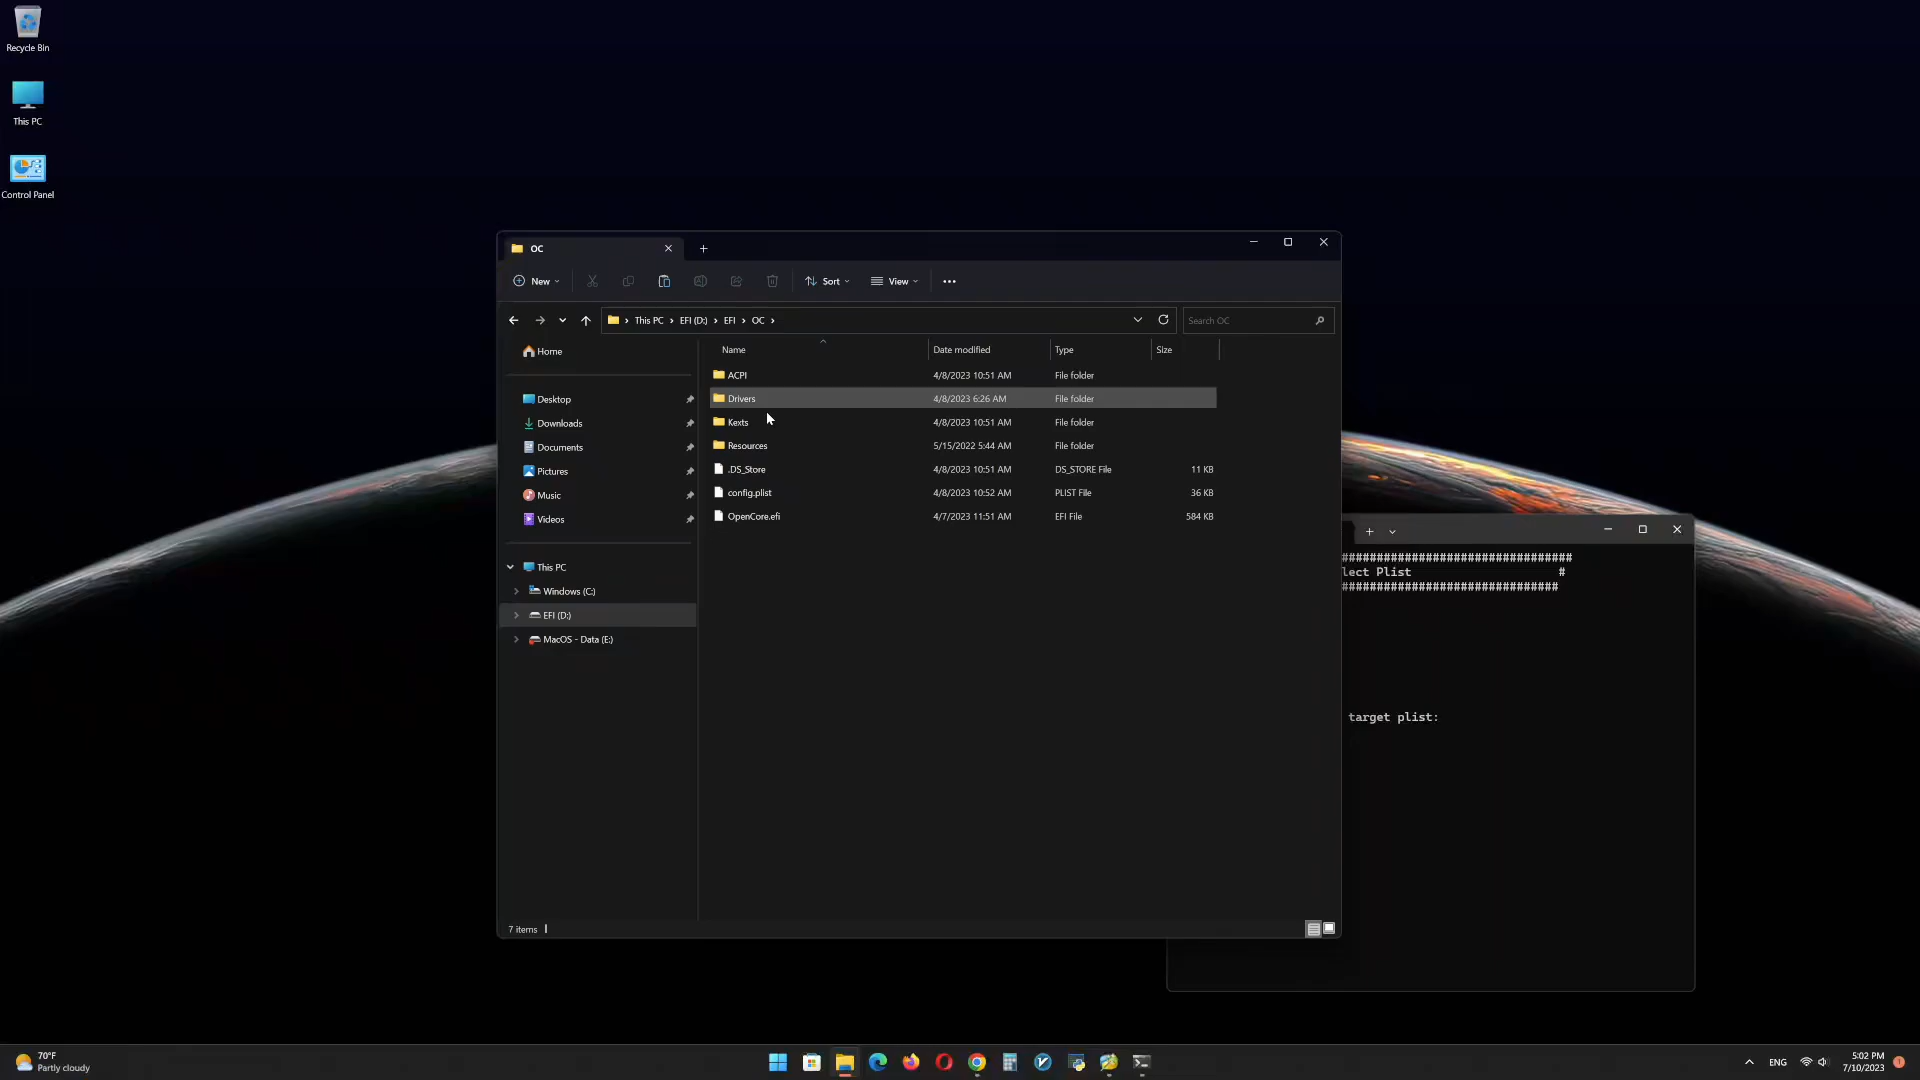 Recycle Bin
This PC
Control Panel
OC
New
Sort
View
This PC
EFI (D:)
EFI
OC
Search OC
Home
Desktop
Downloads
Documents
Pictures
Music
Videos
This PC
Windows (C:)
EFI (D:)
MacOS - Data (E:)
Name Date modified Type Size
ACPI 4/8/2023 10:51 AM File folder
Drivers 4/8/2023 6:26 AM File folder
Kexts 4/8/2023 10:51 AM File folder
Resources 5/15/2022 5:44 AM File folder
.DS_Store 4/8/2023 10:51 AM DS_STORE File 11 KB
config.plist 4/8/2023 10:52 AM PLIST File 36 KB
OpenCore.efi 4/7/2023 11:51 AM EFI File 584 KB
7 items
lect Plist #
target plist:
70°F
Partly cloudy
ENG
5:02 PM
7/10/2023